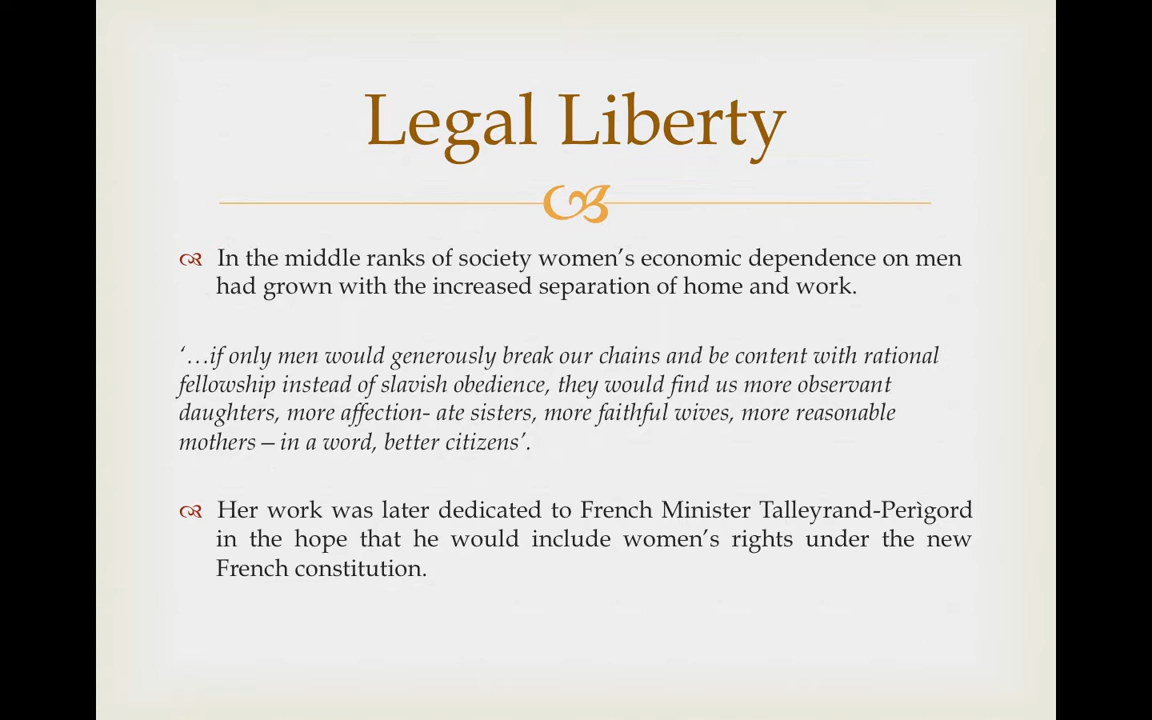 Legal Liberty
In the middle ranks of society women’s economic dependence on men
had grown with the increased separation of home and work.
‘…if only men would generously break our chains and be content with rational
fellowship instead of slavish obedience, they would find us more observant
daughters, more affection- ate sisters, more faithful wives, more reasonable
mothers – in a word, better citizens’.
Her work was later dedicated to French Minister Talleyrand-Perìgord
in the hope that he would include women’s rights under the new
French constitution.